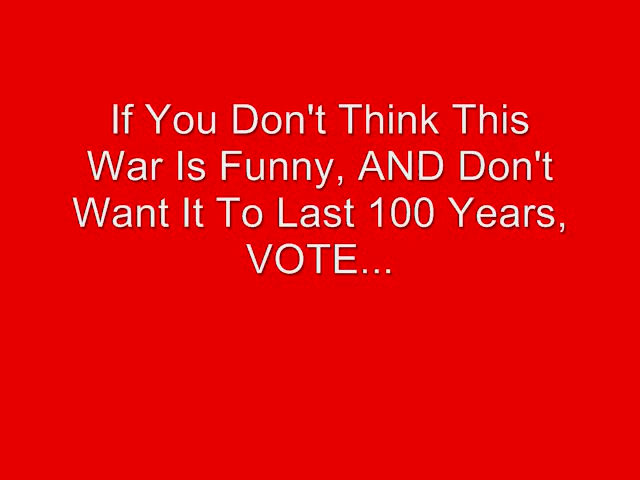 If You Don't Think This
War Is Funny, AND Don't
Want It To Last 100 Years,
VOTE...